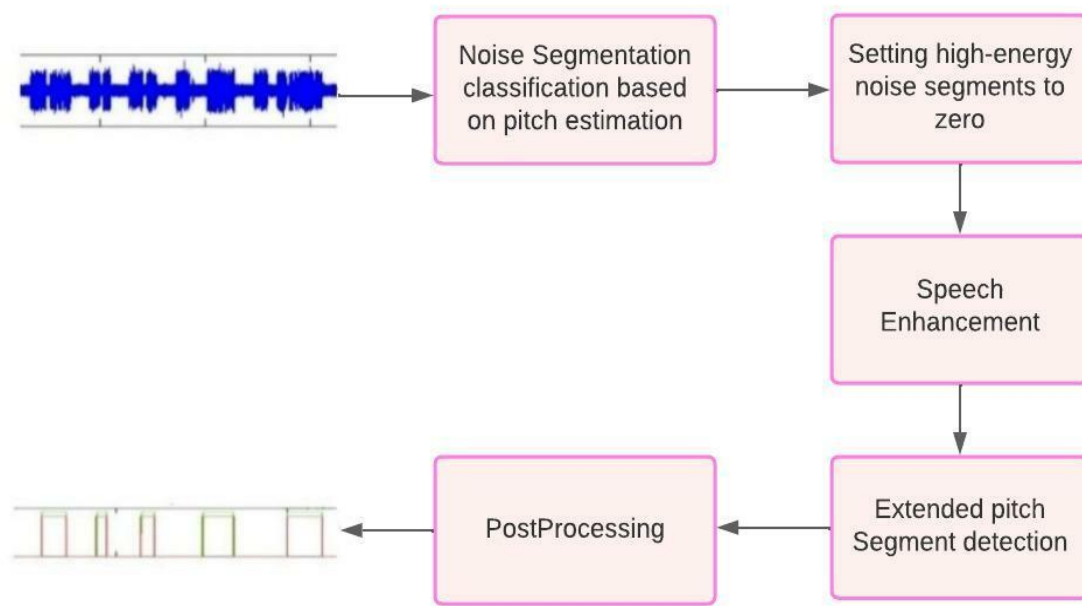 Noise Segmentation
classification based
on pitch estimation
Setting high-energy
noise segments to
zero
Speech
Enhancement
Extended pitch
Segment detection
PostProcessing